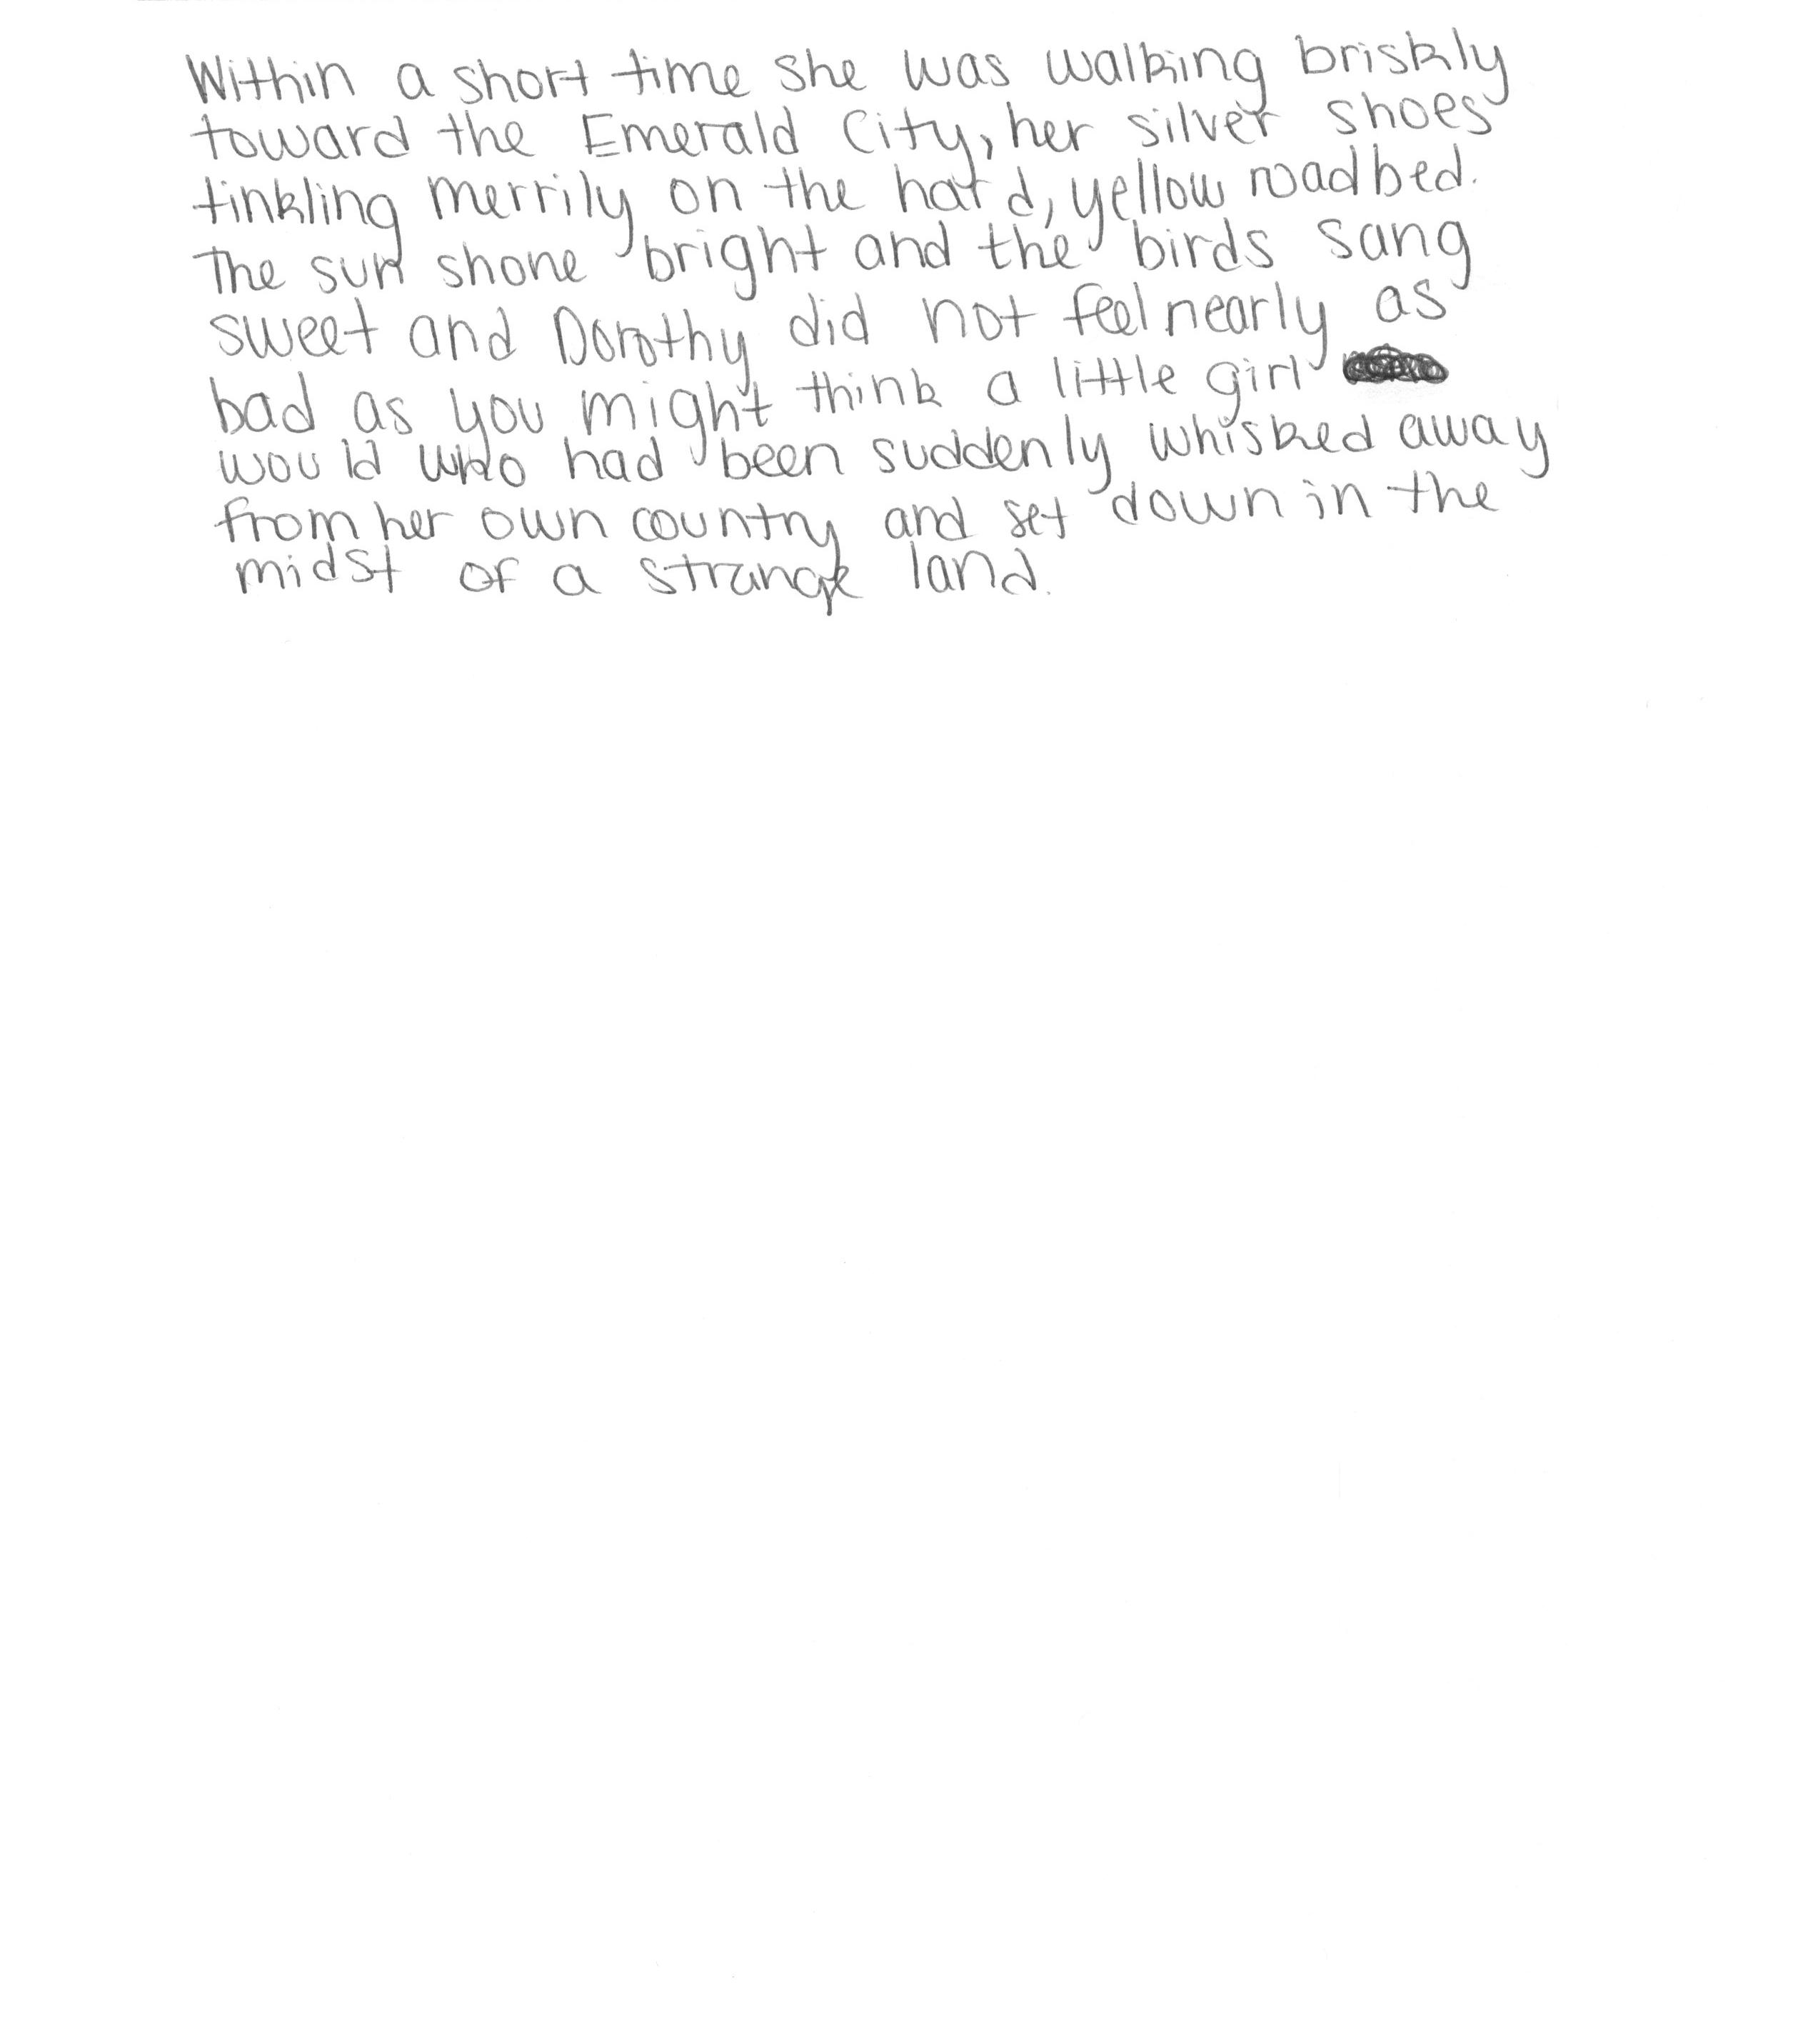 Within a short time she was walking briskly
toward the Emerald City, her silver shoes
tinkling merrily on the hard, yellow roadbed.
The sun shone bright and the birds sang
sweet and Dorothy did not feel nearly as
bad as you might think a little girl
would who had been suddenly whisked away
from her own country and set down in the
midst of a strange land.